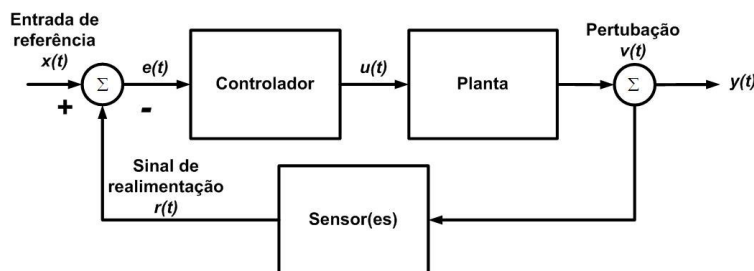 Entrada de
referência
x(t)
+
Σ
e(t)
-
Controlador
u(t)
Planta
Pertubação
v(t)
Σ
y(t)
Sinal de
realimentação
r(t)
Sensor(es)